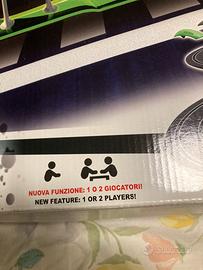 NUOVA FUNZIONE: 1 O 2 GIOCATORI!
NEW FEATURE: 1 OR 2 PLAYERS!